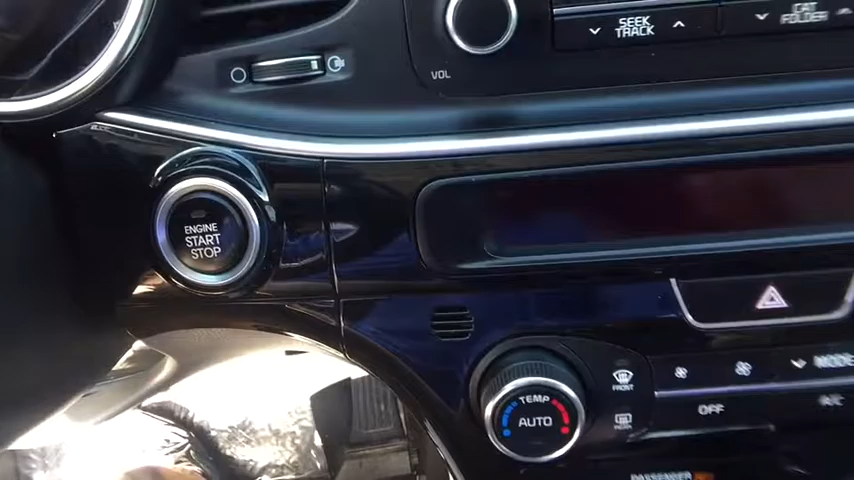 SEEK
TRACK
CAT
FOLDER
VOL
ENGINE
START
STOP
FRONT
REAR
MODE
OFF
TEMP
AUTO
PASSENGER